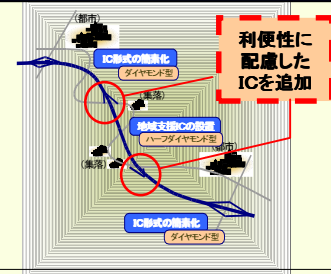 (都市)
IC形式の簡素化
ダイヤモンド型
利便性に
配慮した
ICを追加
(集落)
地域支援ICの設置
ハーフダイヤモンド型
(都市)
(集落)
IC形式の簡素化
ダイヤモンド型